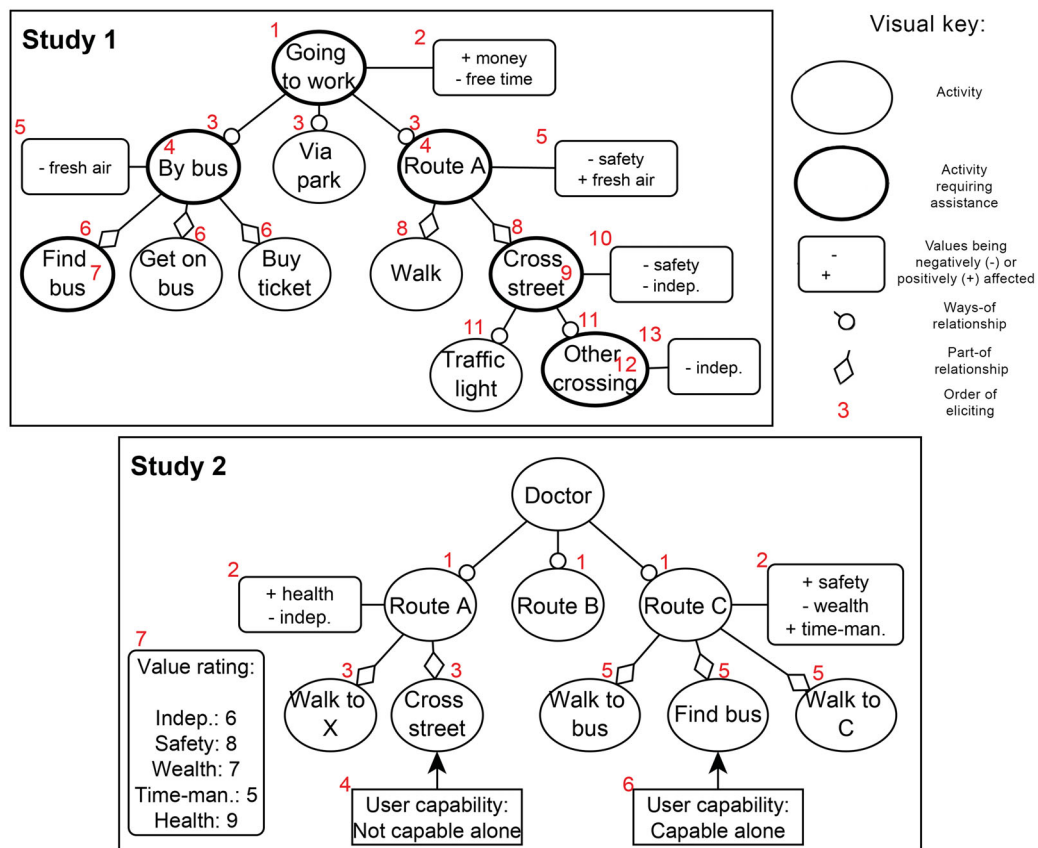 Study 1
1
Going
to work
2
+ money
- free time
3
3
3
5
- fresh air
4
By bus
Via
park
4
Route A
5
- safety
+ fresh air
6
Find
bus
7
6
Get on
bus
6
Buy
ticket
8
Walk
8
Cross
street
9
10
- safety
- indep.
11
Traffic
light
11
Other
crossing
12
13
- indep.
Visual key:
Activity
Activity
requiring
assistance
-
+
Values being
negatively (-) or
positively (+) affected
Ways-of
relationship
Part-of
relationship
3
Order of
eliciting
Study 2
Doctor
1
1
1
2
+ health
- indep.
Route A
Route B
Route C
2
+ safety
- wealth
+ time-man.
7
Value rating:
Indep.: 6
Safety: 8
Wealth: 7
Time-man.: 5
Health: 9
3
Walk to
X
3
Cross
street
5
Walk to
bus
5
Find bus
5
Walk to
C
4
User capability:
Not capable alone
6
User capability:
Capable alone